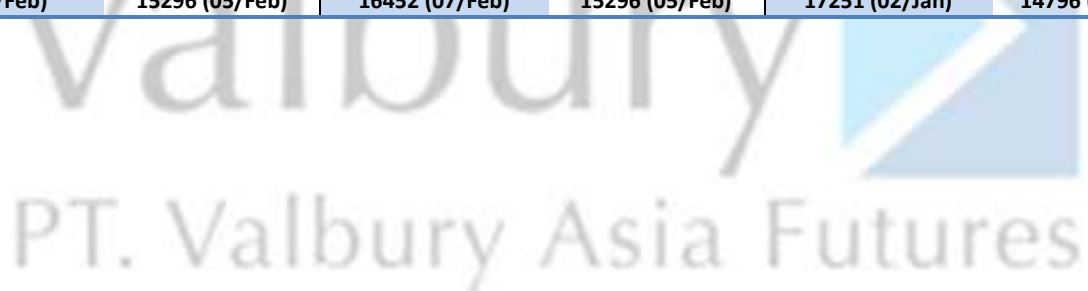 /Feb) 15296 (05/Feb) 16452 (07/Feb) 15296 (05/Feb) 17251 (02/Jan) 14796
Valbury
PT. Valbury Asia Futures